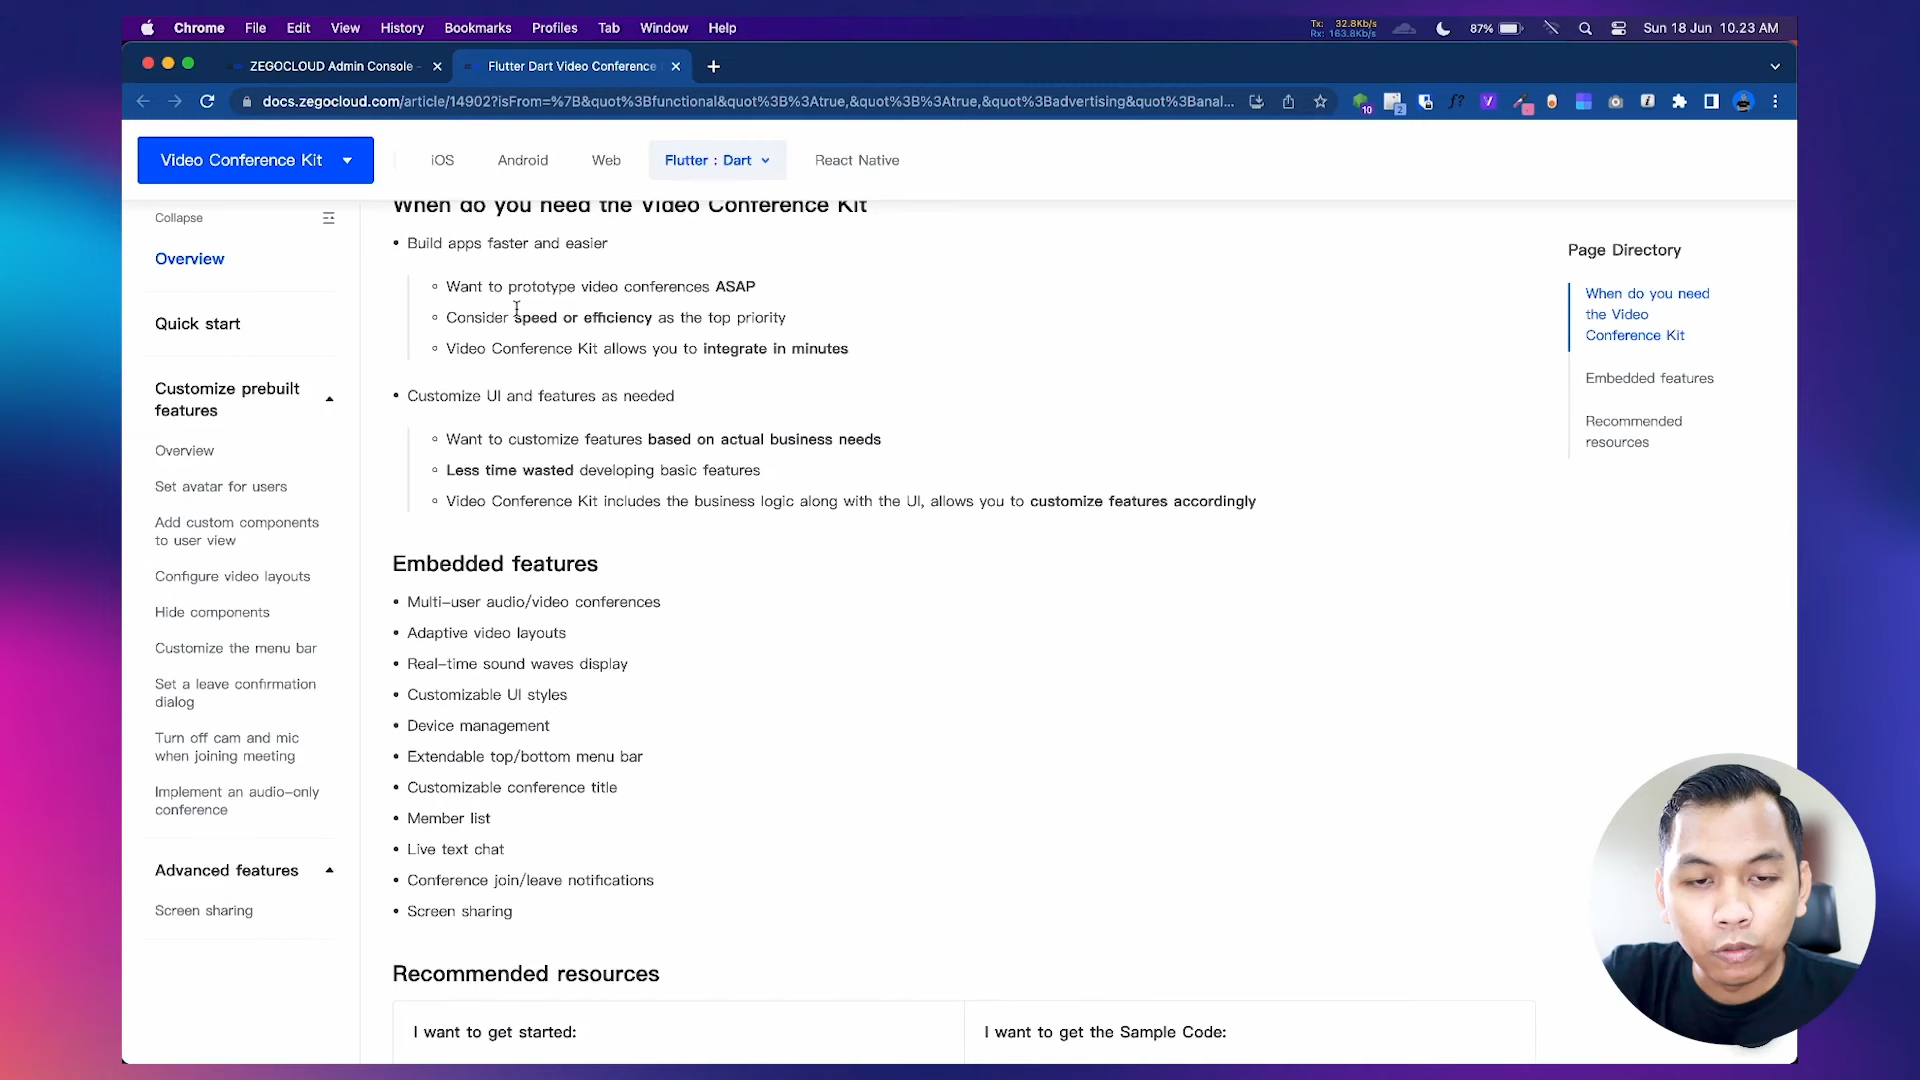 Chrome File Edit View History Bookmarks Profiles Tab Window Help
Tx: 32.8Kb/s
Rx: 163.8Kb/s
87%
Sun 18 Jun 10.23 AM
ZEGOCLOUD Admin Console -
Flutter Dart Video Conference
docs.zegocloud.com/article/14902?isFrom=%7B&quot%3Bfunctional&quot%3B%3Atrue,&quot%3B%3Atrue,&quot%3Badvertising&quot%3Banal...
10
2
f?
V
Video Conference Kit
iOS
Android
Web
Flutter : Dart
React Native
Collapse
Overview
Quick start
Customize prebuilt
features
Overview
Set avatar for users
Add custom components
to user view
Configure video layouts
Hide components
Customize the menu bar
Set a leave confirmation
dialog
Turn off cam and mic
when joining meeting
Implement an audio-only
conference
Advanced features
Screen sharing
When do you need the Video Conference Kit
• Build apps faster and easier
◦ Want to prototype video conferences ASAP
◦ Consider speed or efficiency as the top priority
◦ Video Conference Kit allows you to integrate in minutes
• Customize UI and features as needed
◦ Want to customize features based on actual business needs
◦ Less time wasted developing basic features
◦ Video Conference Kit includes the business logic along with the UI, allows you to customize features accordingly
Embedded features
• Multi-user audio/video conferences
• Adaptive video layouts
• Real-time sound waves display
• Customizable UI styles
• Device management
• Extendable top/bottom menu bar
• Customizable conference title
• Member list
• Live text chat
• Conference join/leave notifications
• Screen sharing
Recommended resources
I want to get started:
I want to get the Sample Code:
Page Directory
When do you need
the Video
Conference Kit
Embedded features
Recommended
resources